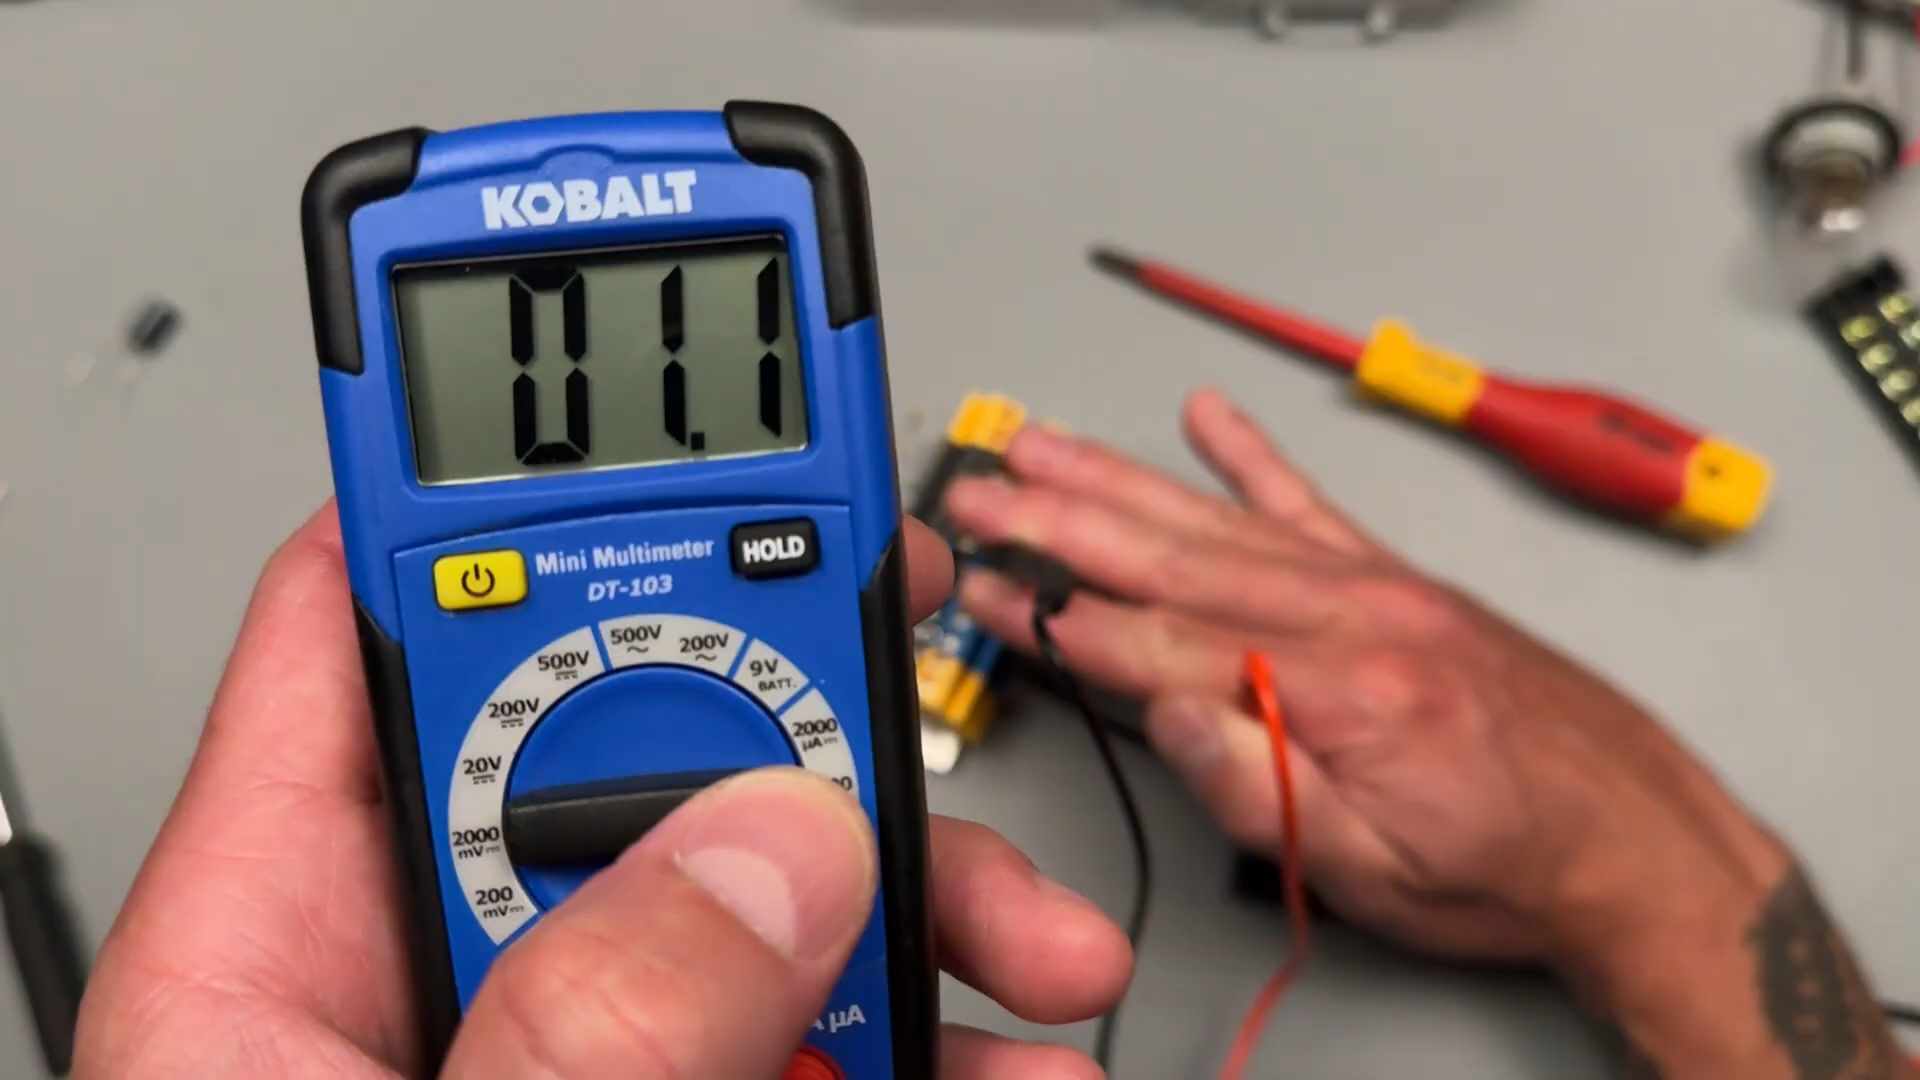 KOBALT
01.1
Mini Multimeter
HOLD
DT-103
500V
200V
500V
9V
BATT.
200V
2000
µA
20V
00
2000
mV
200
mV
µA